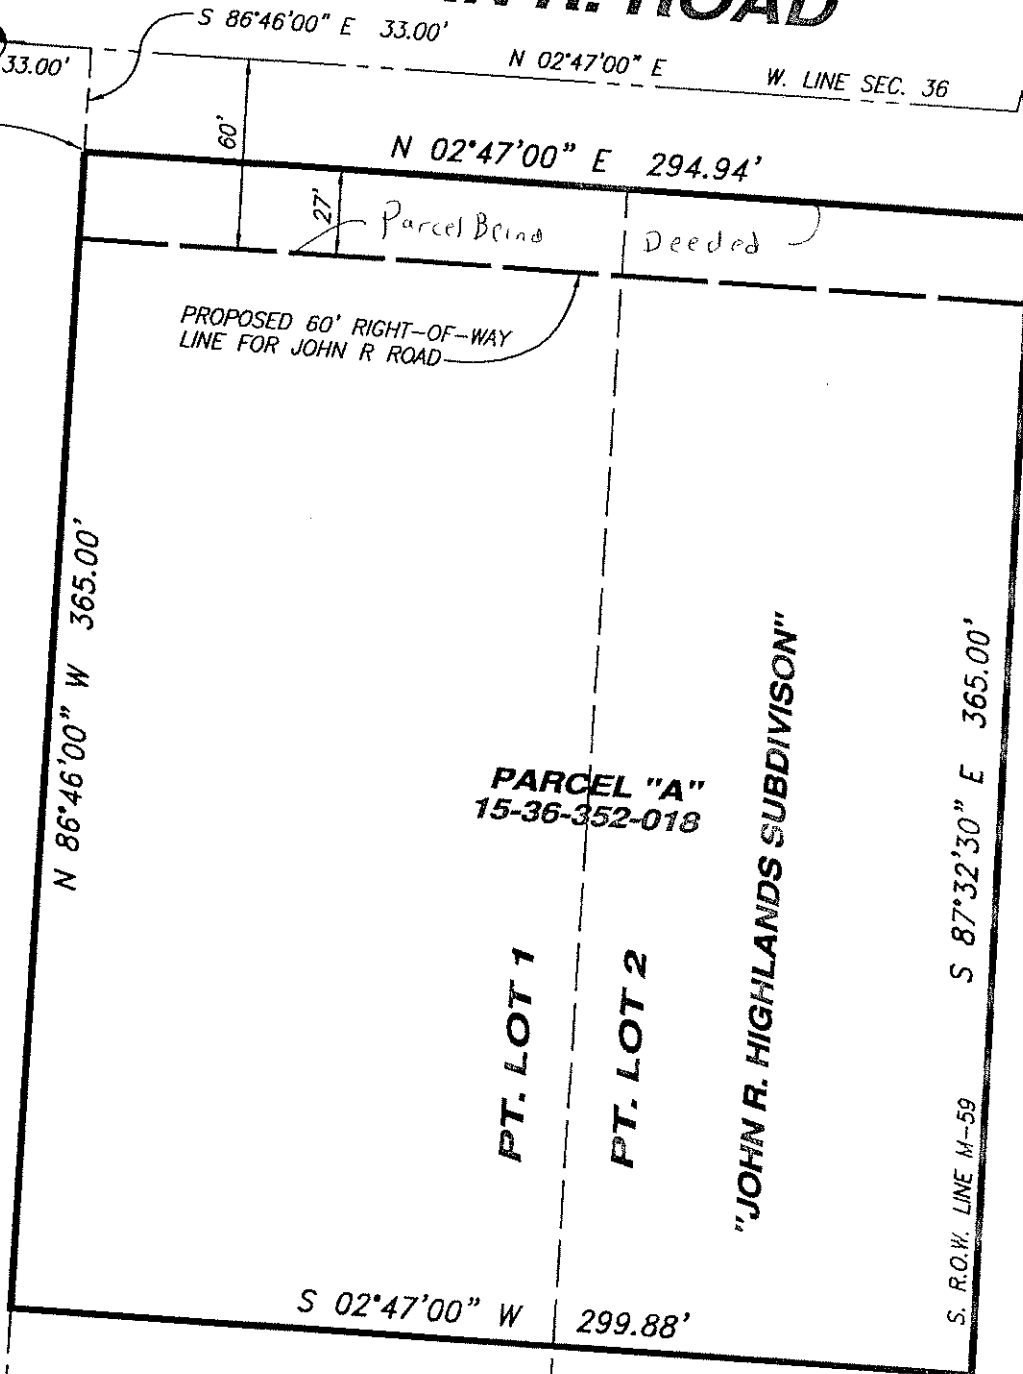 R. ROAD
S 86°46'00" E 33.00'
33.00'
N 02°47'00" E
W. LINE SEC. 36
60'
N 02°47'00" E 294.94'
27'
Parcel Being
Deeded
PROPOSED 60' RIGHT-OF-WAY
LINE FOR JOHN R ROAD
N 86°46'00" W 365.00'
PARCEL "A"
15-36-352-018
"JOHN R. HIGHLANDS SUBDIVISON"
S 87°32'30" E 365.00'
PT. LOT 1
PT. LOT 2
S. R.O.W. LINE M-59
S 02°47'00" W 299.88'